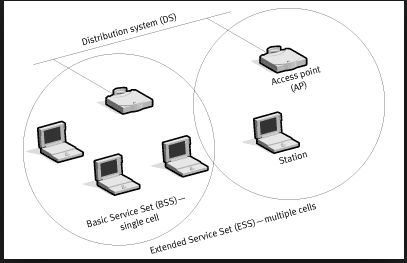 Distribution system (DS)
Access point
(AP)
Station
Basic Service Set (BSS)—
single cell
Extended Service Set (ESS)—multiple cells